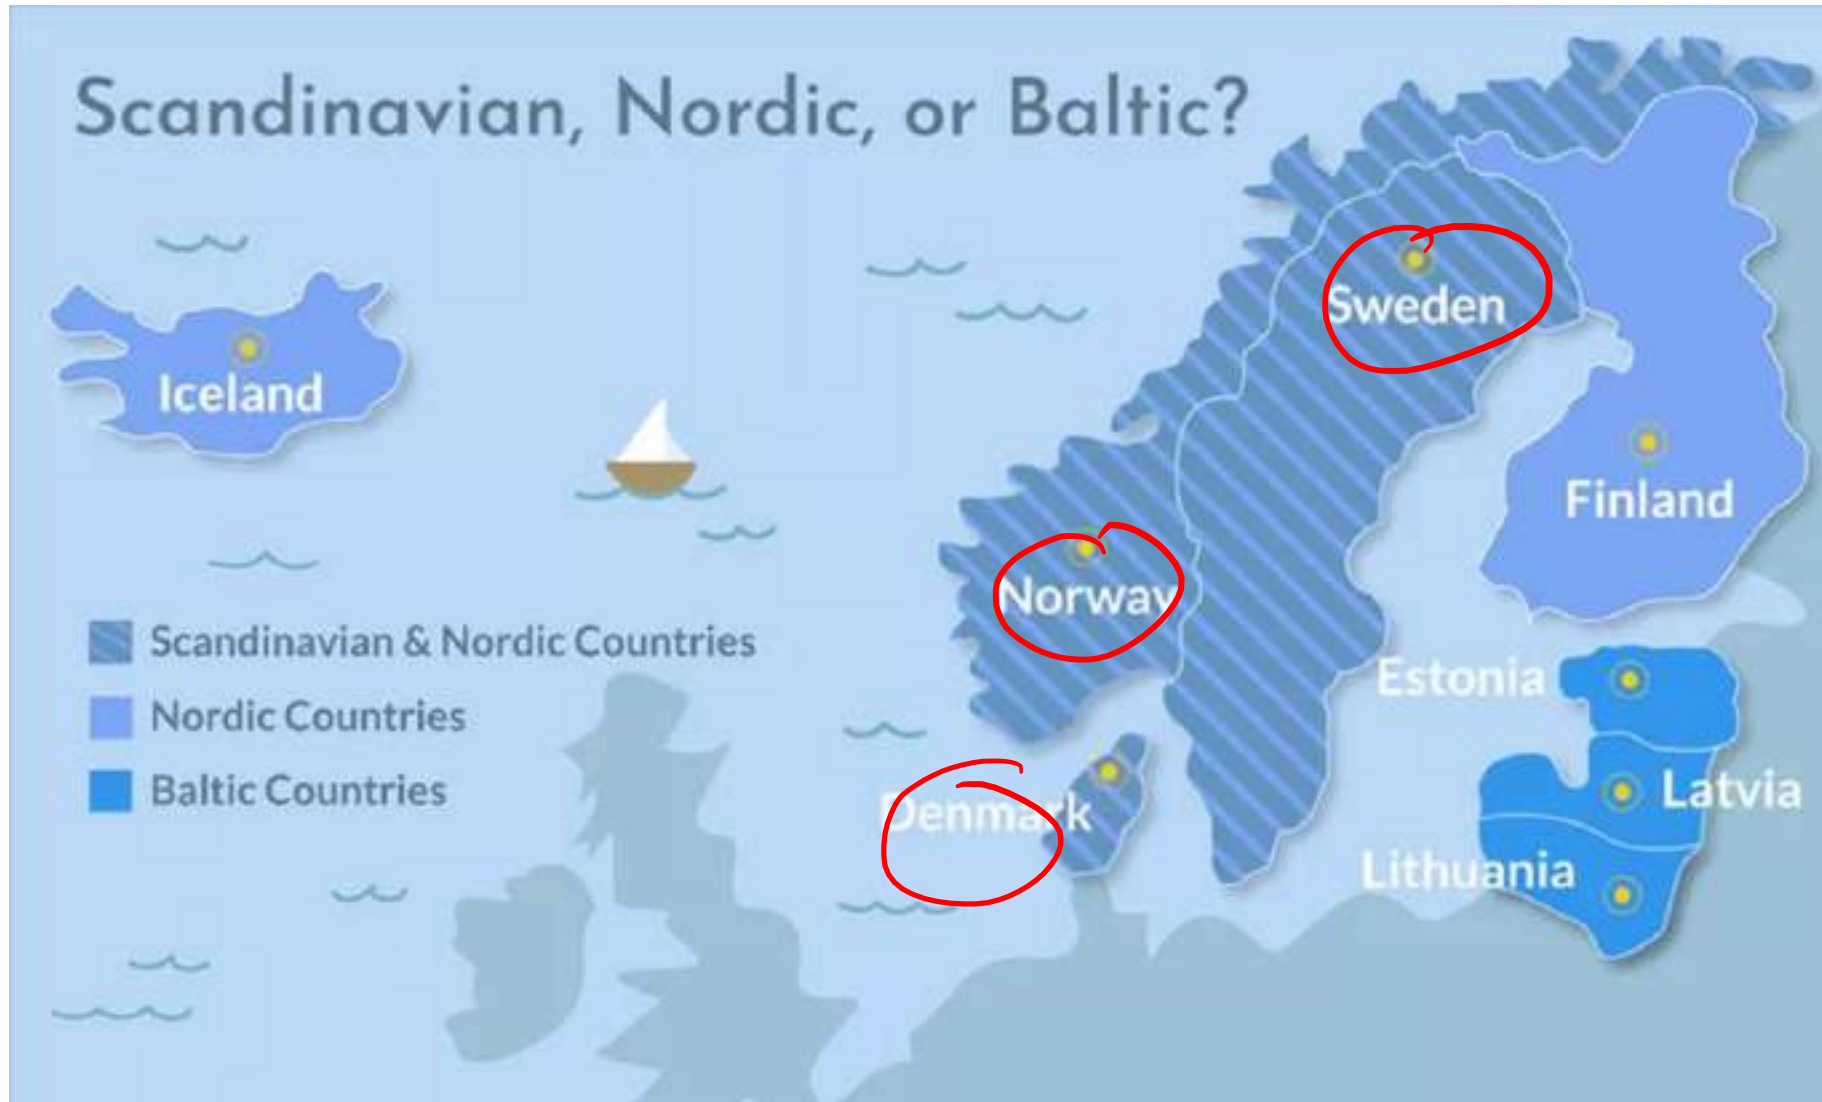 Scandinavian, Nordic, or Baltic?
Sweden
Iceland
Finland
Norway
Scandinavian & Nordic Countries
Estonia
Nordic Countries
Baltic Countries
Latvia
Denmark
Lithuania